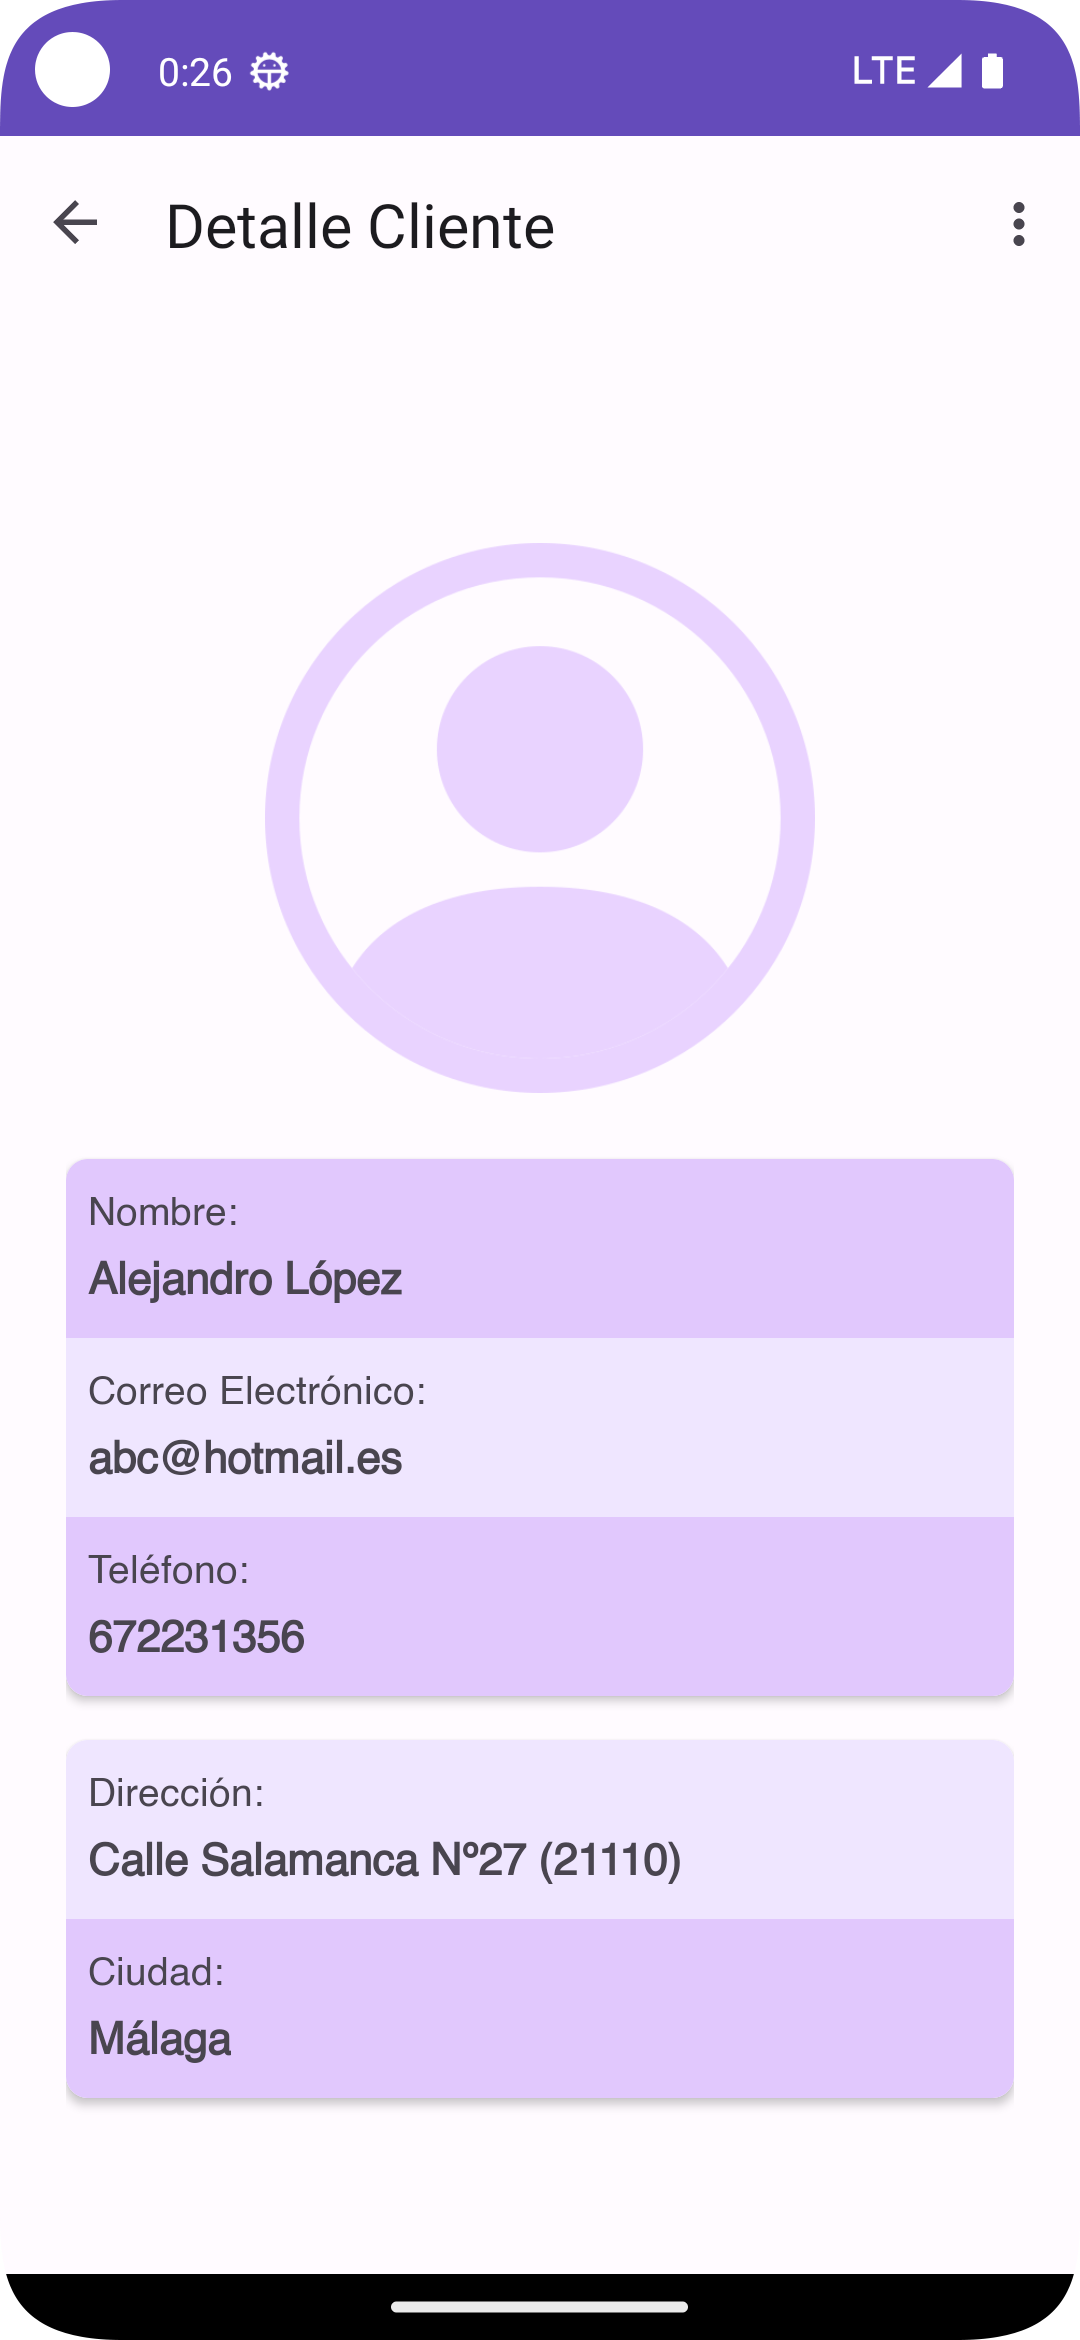 0:26
LTE
Detalle Cliente
Nombre:
Alejandro López
Correo Electrónico:
abc@hotmail.es
Teléfono:
672231356
Dirección:
Calle Salamanca Nº27 (21110)
Ciudad:
Málaga